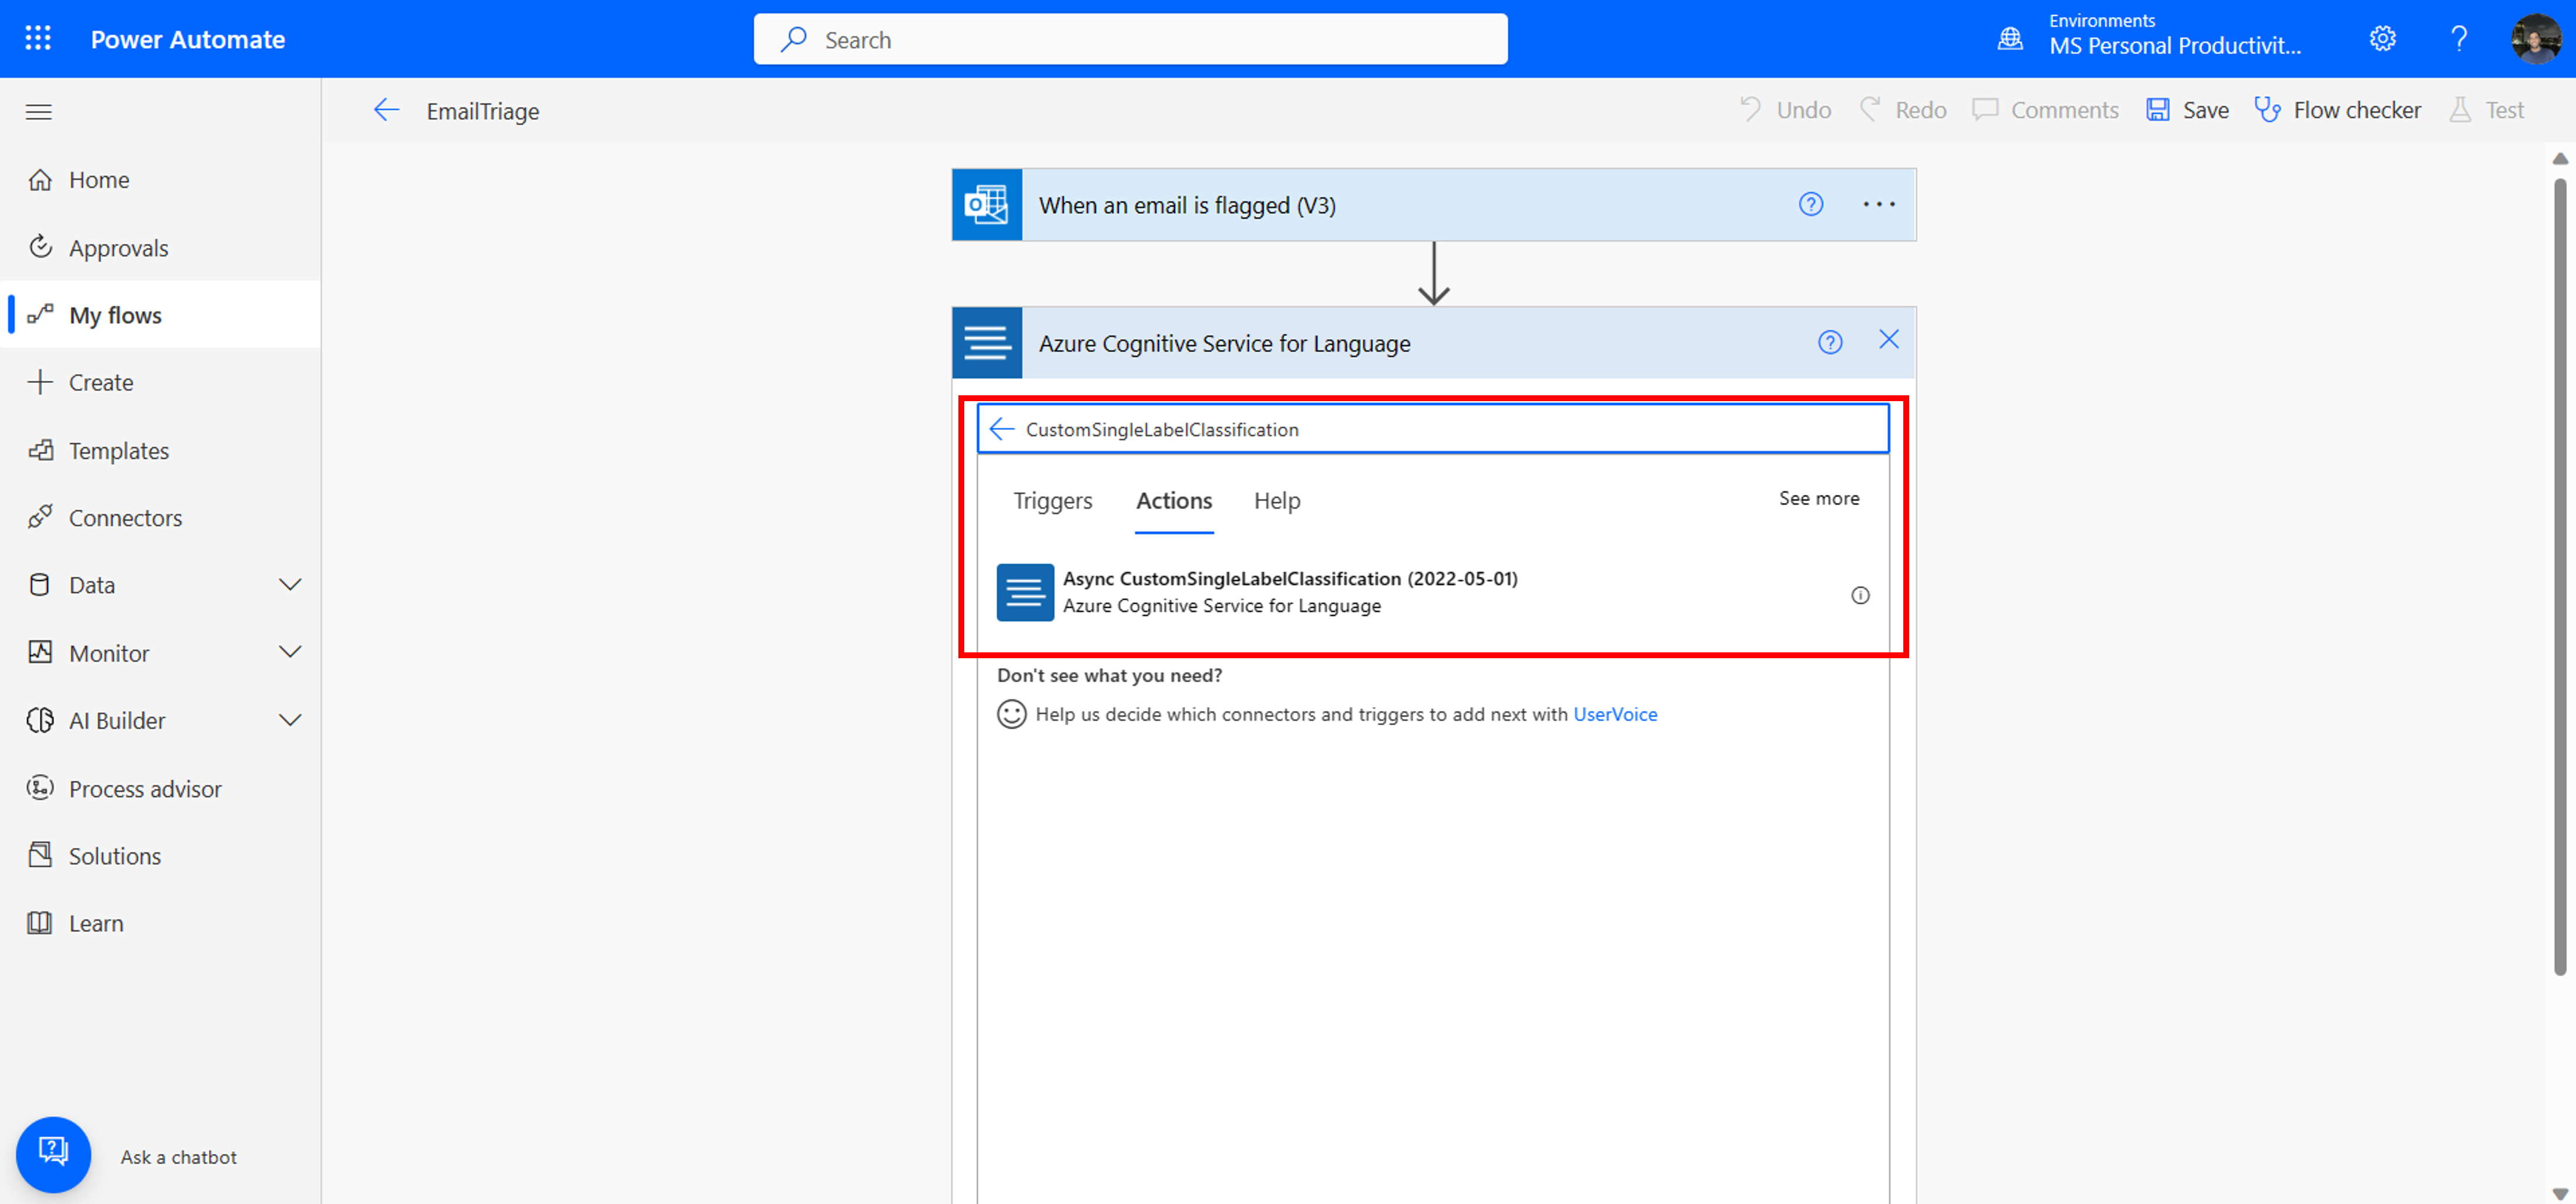 Power Automate
Search
Environments
MS Personal Productivit...
EmailTriage
Undo
Redo
Comments
Save
Flow checker
Test
Home
Approvals
My flows
Create
Templates
Connectors
Data
Monitor
AI Builder
Process advisor
Solutions
Learn
Ask a chatbot
When an email is flagged (V3)
Azure Cognitive Service for Language
CustomSingleLabelClassification
Triggers
Actions
Help
See more
Async CustomSingleLabelClassification (2022-05-01)
Azure Cognitive Service for Language
Don't see what you need?
Help us decide which connectors and triggers to add next with UserVoice